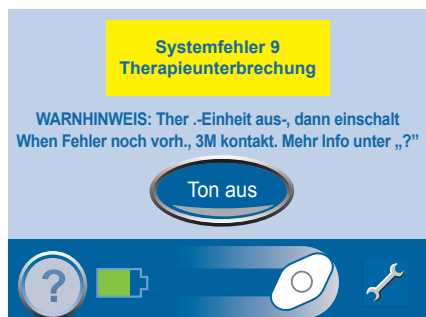 Systemfehler 9
Therapieunterbrechung
WARNHINWEIS: Ther .-Einheit aus-, dann einschalt
When Fehler noch vorh., 3M kontakt. Mehr Info unter „?”
Ton aus
?